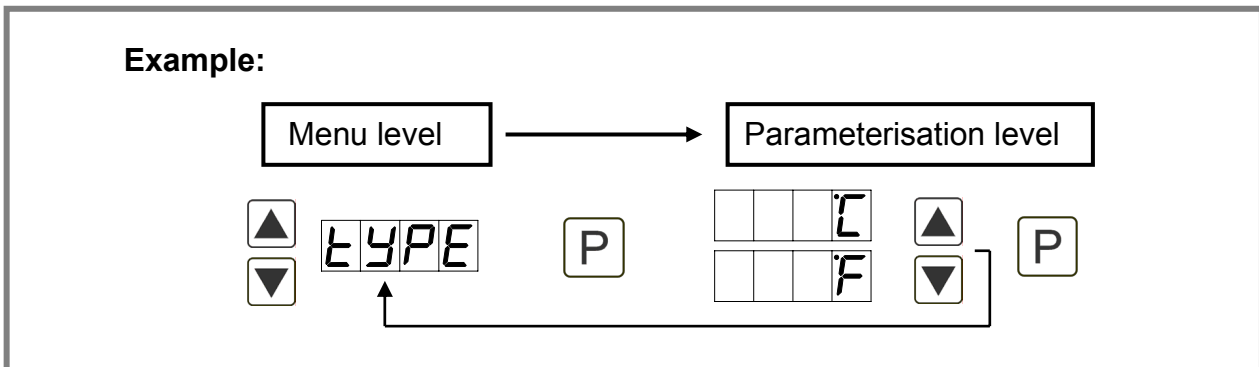 Example:
Menu level
Parameterisation level
tYPE
P
°C
°F
P